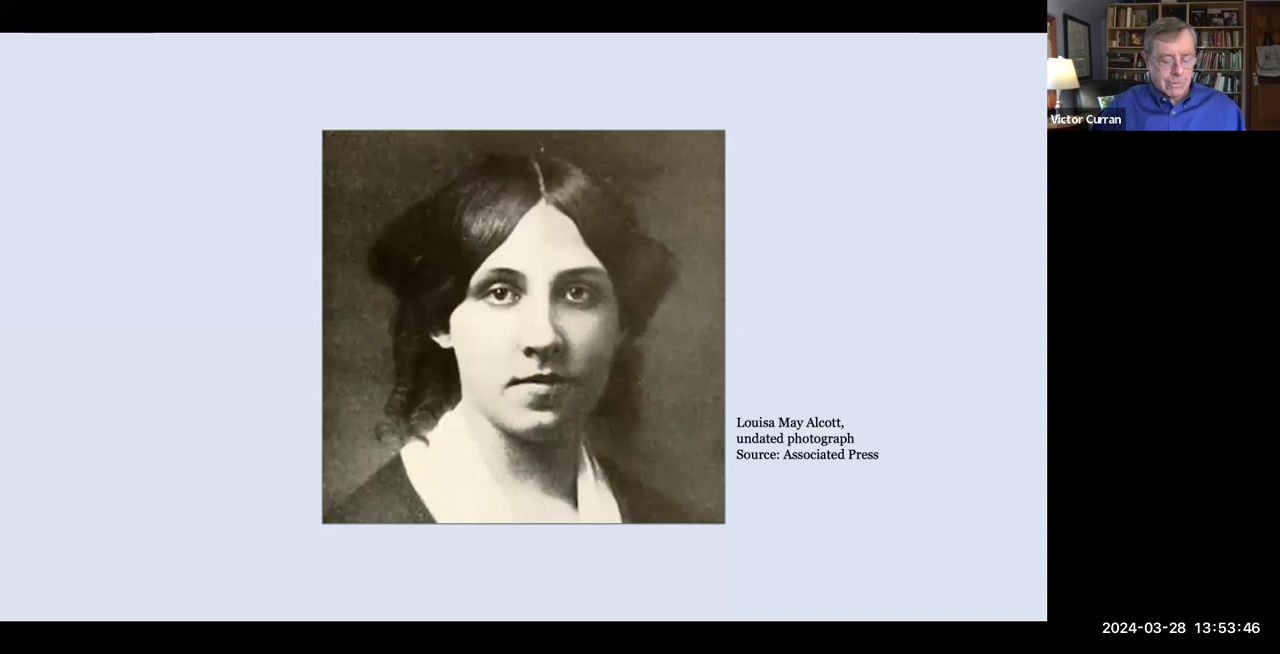 Victor Curran
Louisa May Alcott,
undated photograph
Source: Associated Press
2024-03-28 13:53:46